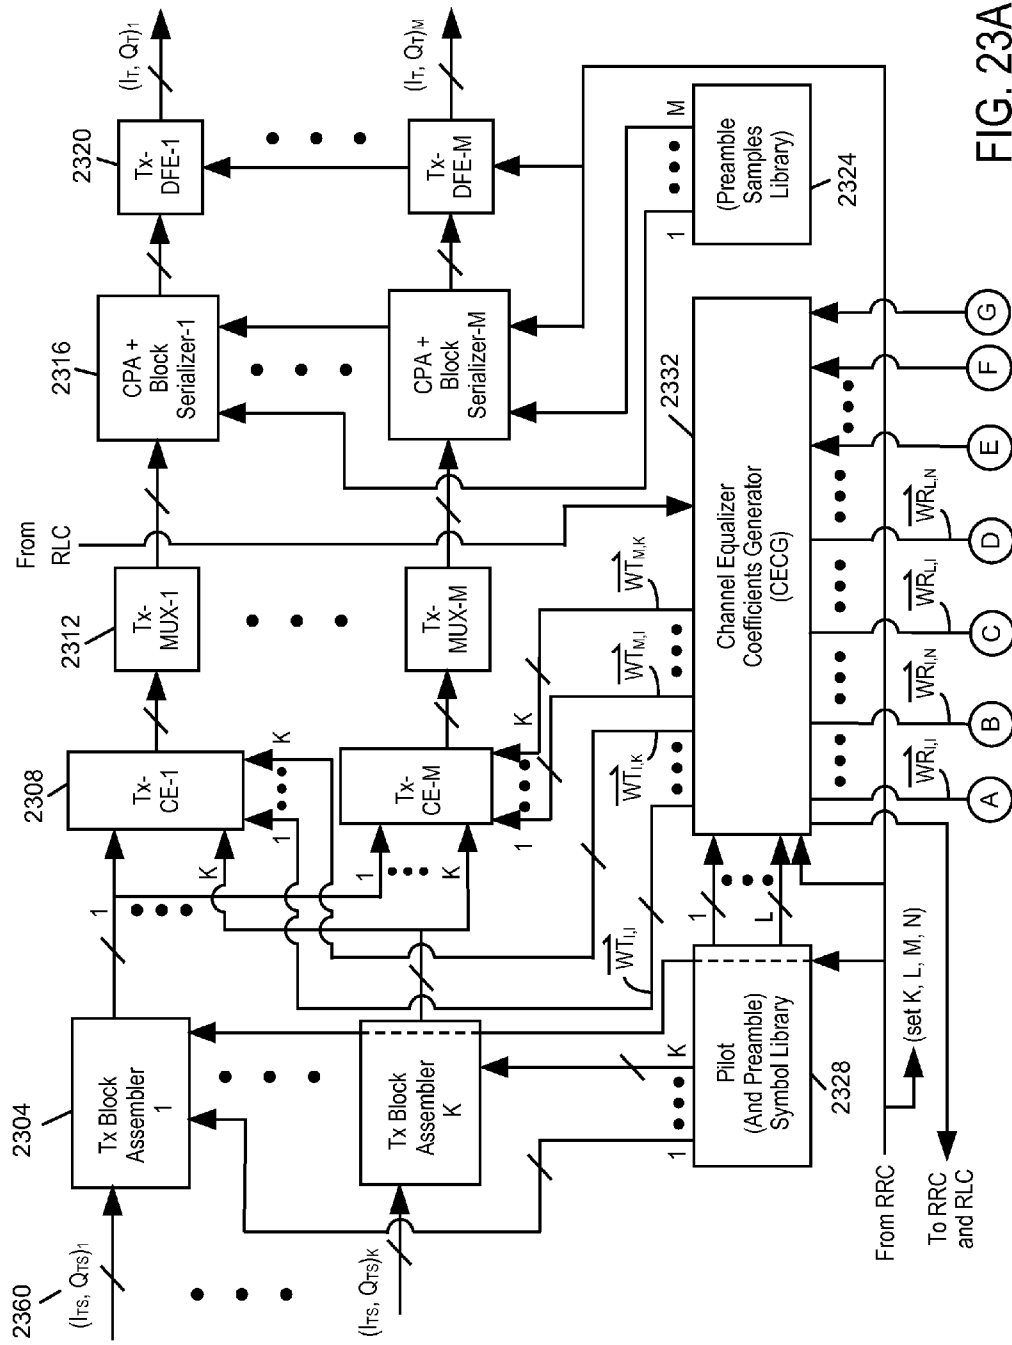 2360
(ITS, QTS)1
(ITS, QTS)K
2304
Tx Block
Assembler
1
Tx Block
Assembler
K
1
K
1
K
2308
Tx-
CE-1
1
K
Tx-
CE-M
1
K
2312
Tx-
MUX-1
Tx-
MUX-M
From
RLC
2316
CPA +
Block
Serializer-1
CPA +
Block
Serializer-M
2320
Tx-
DFE-1
Tx-
DFE-M
(IT, QT)1
(IT, QT)M
WTI,I
WTI,K
WTM,I
WTM,K
1
K
Pilot
(And Preamble)
Symbol Library
2328
1
L
Channel Equalizer
Coefficients Generator
(CECG)
2332
1
M
(Preamble
Samples
Library)
2324
From RRC
(set K, L, M, N)
To RRC
and RLC
WRI,I
WRI,N
WRL,I
WRL,N
A
B
C
D
E
F
G
FIG. 23A